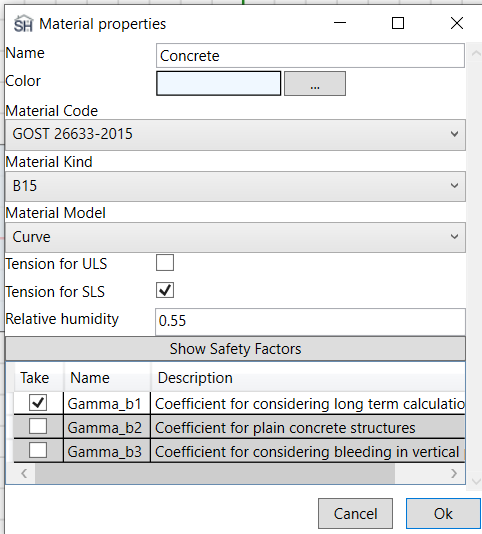 SH Material properties
Name Concrete
Color ...
Material Code
GOST 26633-2015
Material Kind
B15
Material Model
Curve
Tension for ULS
Tension for SLS
Relative humidity 0.55
Show Safety Factors
Take Name Description
Gamma_b1 Coefficient for considering long term calculatio
Gamma_b2 Coefficient for plain concrete structures
Gamma_b3 Coefficient for considering bleeding in vertical
Cancel Ok